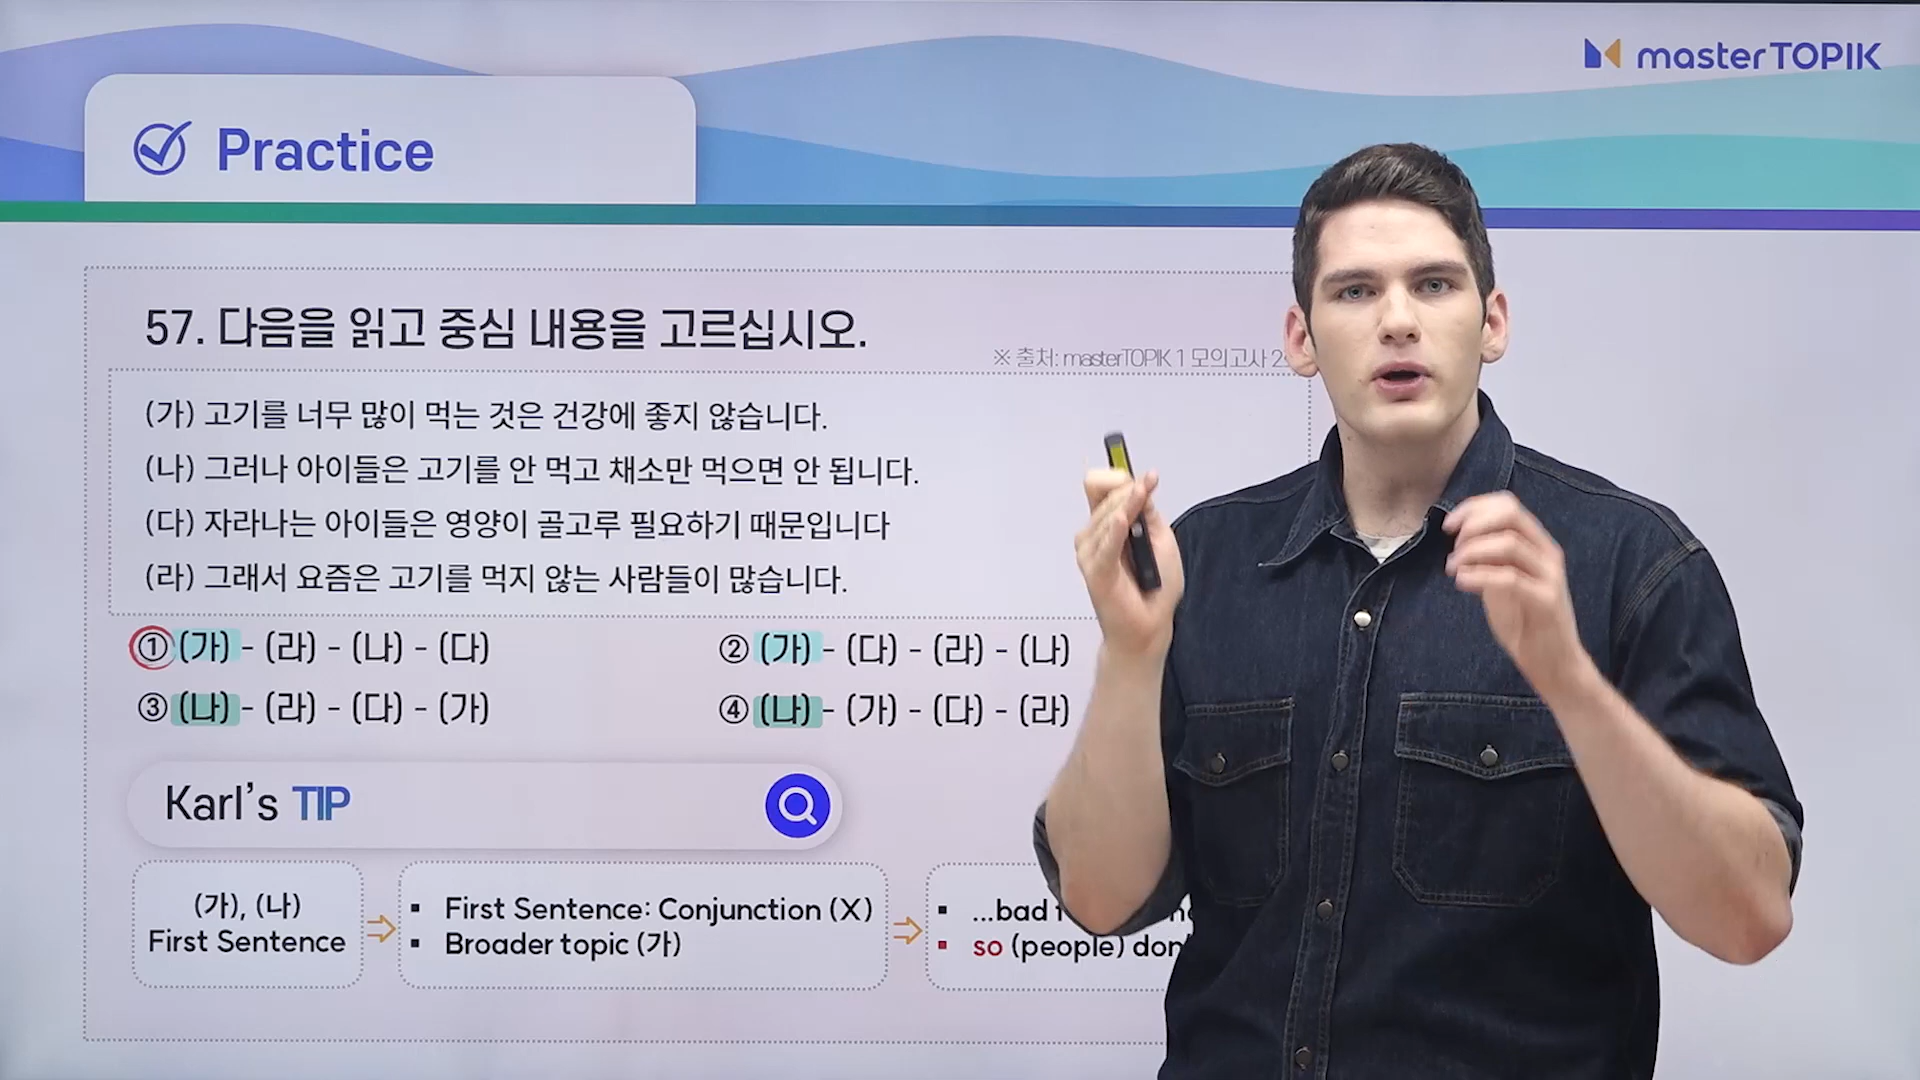 masterTOPIK
Practice
57. 다음을 읽고 중심 내용을 고르십시오.
※ 출처: masterTOPIK 1 모의고사
(가) 고기를 너무 많이 먹는 것은 건강에 좋지 않습니다.
(나) 그러나 아이들은 고기를 안 먹고 채소만 먹으면 안 됩니다.
(다) 자라나는 아이들은 영양이 골고루 필요하기 때문입니다
(라) 그래서 요즘은 고기를 먹지 않는 사람들이 많습니다.
① (가) - (라) - (나) - (다)
② (가) - (다) - (라) - (나)
③ (나) - (라) - (다) - (가)
④ (나) - (가) - (다) - (라)
Karl's TIP
(가), (나)
First Sentence
▪ First Sentence: Conjunction (X)
▪ Broader topic (가)
▪ ...bad
▪ so (people)